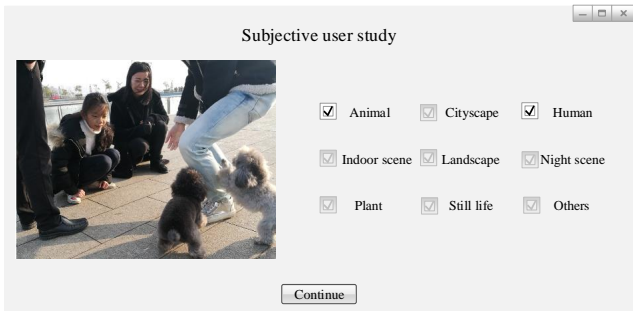 Subjective user study
Animal Cityscape Human
Indoor scene Landscape Night scene
Plant Still life Others
Continue